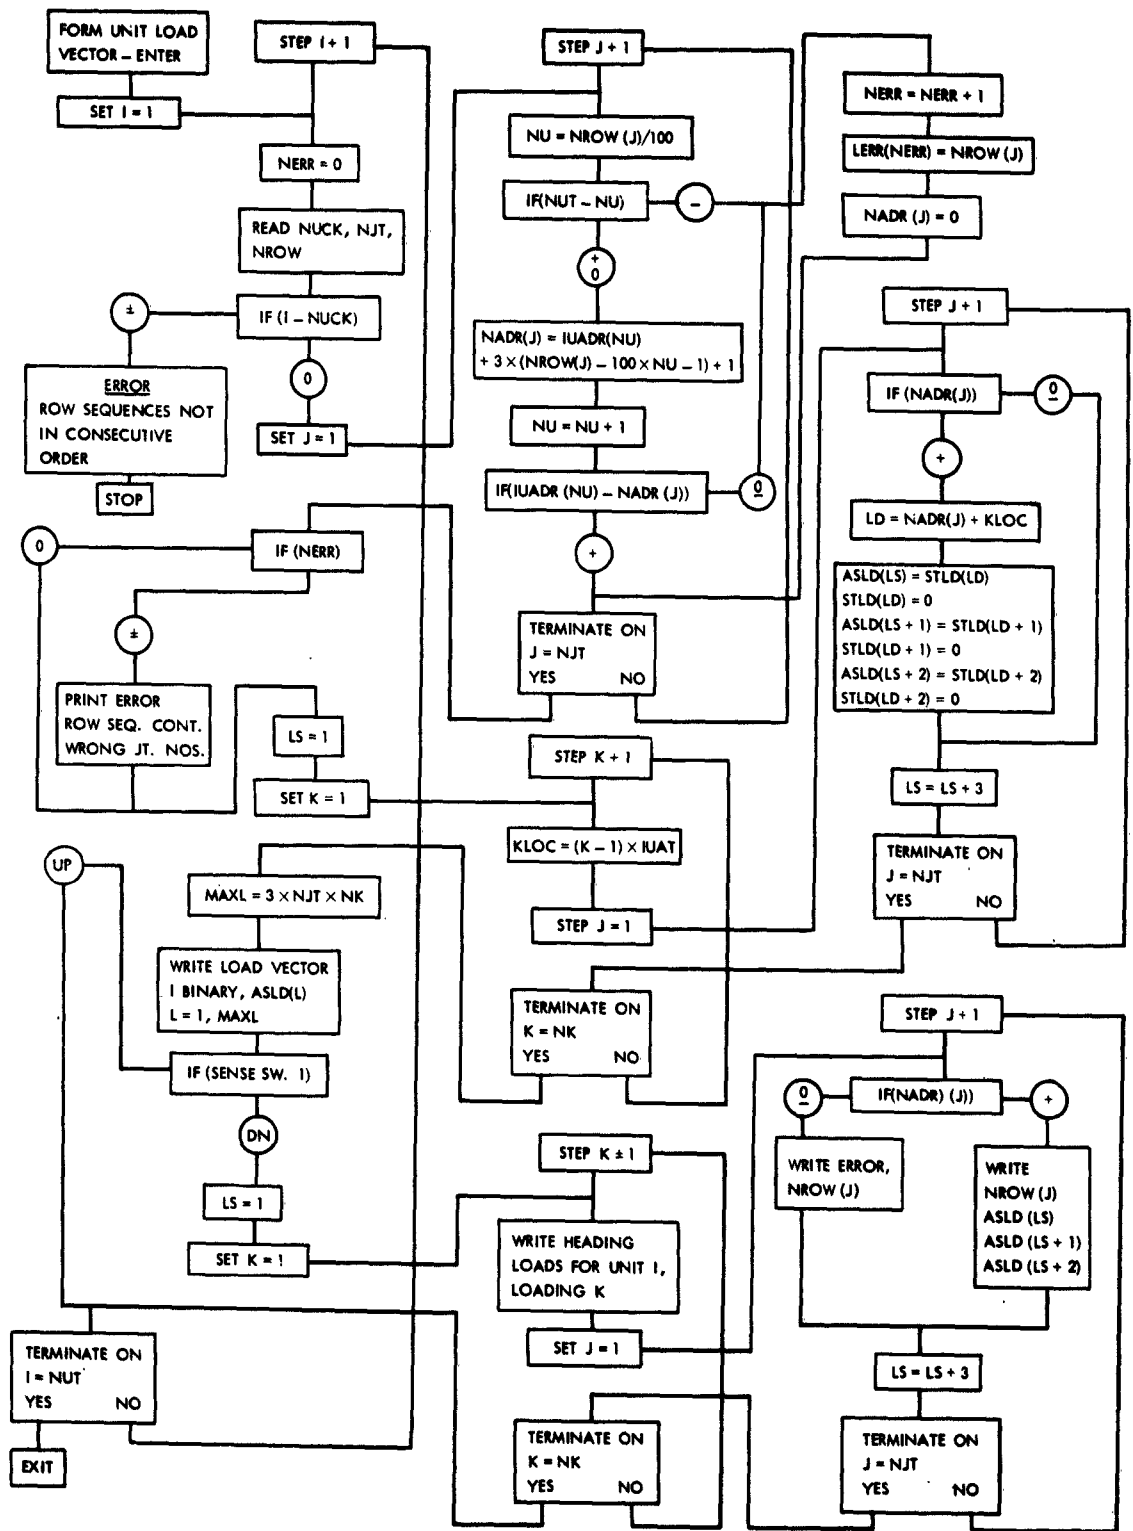 FORM UNIT LOAD
VECTOR – ENTER
SET I = 1
STEP I + 1
NERR = 0
READ NUCK, NJT,
NROW
IF (I – NUCK)
±
ERROR
ROW SEQUENCES NOT
IN CONSECUTIVE
ORDER
STOP
0
SET J = 1
STEP J + 1
NU = NROW (J)/100
IF(NUT – NU)
–
+
0
NADR(J) = IUADR(NU)
+ 3 × (NROW(J) – 100 × NU – 1) + 1
NU = NU + 1
IF(IUADR (NU) – NADR (J))
0
–
+
TERMINATE ON
J = NJT
YES NO
NERR = NERR + 1
LERR(NERR) = NROW (J)
NADR (J) = 0
IF (NERR)
0
±
PRINT ERROR
ROW SEQ. CONT.
WRONG JT. NOS.
LS = 1
SET K = 1
STEP K + 1
KLOC = (K – 1) × IUAT
STEP J = 1
STEP J + 1
IF (NADR(J))
0
–
+
LD = NADR(J) + KLOC
ASLD(LS) = STLD(LD)
STLD(LD) = 0
ASLD(LS + 1) = STLD(LD + 1)
STLD(LD + 1) = 0
ASLD(LS + 2) = STLD(LD + 2)
STLD(LD + 2) = 0
LS = LS + 3
TERMINATE ON
J = NJT
YES NO
TERMINATE ON
K = NK
YES NO
MAXL = 3 × NJT × NK
WRITE LOAD VECTOR
I BINARY, ASLD(L)
L = 1, MAXL
IF (SENSE SW. 1)
UP
DN
LS = 1
SET K = 1
STEP K ± 1
WRITE HEADING
LOADS FOR UNIT I,
LOADING K
SET J = 1
STEP J + 1
IF(NADR) (J))
0
–
+
WRITE ERROR,
NROW (J)
WRITE
NROW (J)
ASLD (LS)
ASLD (LS + 1)
ASLD (LS + 2)
LS = LS + 3
TERMINATE ON
J = NJT
YES NO
TERMINATE ON
K = NK
YES NO
TERMINATE ON
I = NUT
YES NO
EXIT